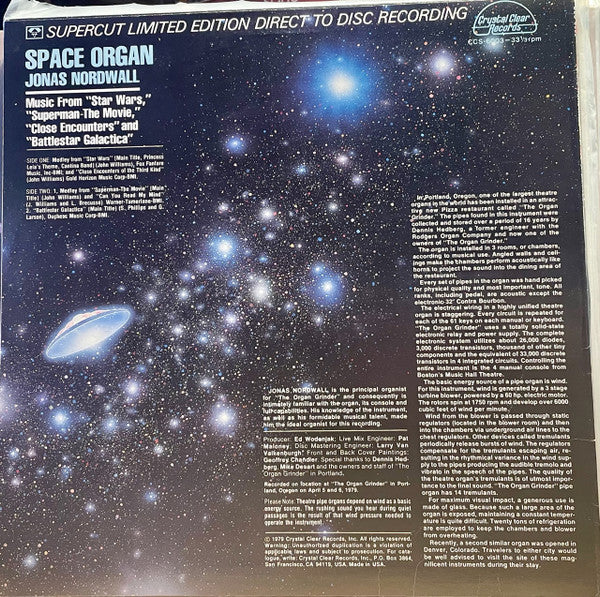 SUPERCUT LIMITED EDITION DIRECT TO DISC RECORDING
Crystal Clear
Records
CCS-6003-33⅓rpm
SPACE ORGAN
JONAS NORDWALL
Music From "Star Wars,"
"Superman-The Movie,"
"Close Encounters" and
"Battlestar Galactica"
SIDE ONE: Medley from "Star Wars" (Main Title, Princess
Leia's Theme, Cantina Band) (John Williams), Fox Fanfare
Music, Inc-BMI; and "Close Encounters of the Third Kind"
(John Williams) Gold Horizon Music Corp-BMI.
SIDE TWO: 1. Medley from "Superman-The Movie" (Main
Title) (John Williams) and "Can You Read My Mind"
(J. Williams and L. Bricusse) Warner-Tamerlane-BMI.
2. "Battlestar Galactica" (Main Title) (S. Phillips and G.
Larsen), Duchess Music Corp-BMI.
In Portland, Oregon, one of the largest theatre
organs in the world has been installed in an attrac-
tive new Pizza restaurant called "The Organ
Grinder." The pipes found in this instrument were
collected and stored over a period of 16 years by
Dennis Hedberg, a former engineer with the
Rodgers Organ Company and now one of the
owners of "The Organ Grinder."
The organ is installed in 3 rooms, or chambers,
according to musical use. Angled walls and ceil-
ings make the chambers perform acoustically like
horns to project the sound into the dining area of
the restaurant.
Every set of pipes in the organ was hand picked
for physical quality and most important, tone. All
ranks, including pedal, are acoustic except the
electronic 32' Contra Bourbon.
The electrical wiring in a highly unified theatre
organ is staggering. Every circuit is repeated for
each of the 61 keys on each manual or keyboard.
"The Organ Grinder" uses a totally solid-state
electronic relay and power supply. The complete
electronic system utilizes about 26,000 diodes,
3,000 discrete transistors, thousand of other tiny
components and the equivalent of 33,000 discrete
transistors in 4 integrated circuits. Controlling the
entire instrument is the 4 manual console from
Boston's Music Hall Theatre.
The basic energy source of a pipe organ is wind.
For this instrument, wind is generated by a 3 stage
turbine blower, powered by a 60 hp. electric motor.
The rotors spin at 1750 rpm and develop over 6000
cubic feet of wind per minute.
Wind from the blower is passed through static
regulators (located in the blower room) and then
into the chambers via underground air lines to the
chest regulators. Other devices called tremulants
periodically release bursts of wind. The regulators
compensate for the tremulants escaping air, re-
sulting in the rhythmical variance in the wind sup-
ply to the pipes producing the audible tremolo and
vibrato in the speech of the pipes. The quality of
the theatre organ's tremulants is of utmost impor-
tance to the final sound. "The Organ Grinder" pipe
organ has 14 tremulants.
For maximum visual impact, a generous use is
made of glass. Because such a large area of the
organ is exposed, maintaining a constant temper-
ature is quite difficult. Twenty tons of refrigeration
are employed to keep the chambers and blower
from overheating.
Recently, a second similar organ was opened in
Denver, Colorado. Travelers to either city would
be well advised to visit the site of these mag-
nificent instruments during their stay.
JONAS NORDWALL is the principal organist
for "The Organ Grinder" and consequently is
intimately familiar with the organ, its console and
full capabilities. His knowledge of the instrument,
as well as his formidable musical talent, made
him the ideal organist for this recording.
Producer: Ed Wodenjak; Live Mix Engineer: Pat
Maloney; Disc Mastering Engineer: Larry Van
Valkenburgh; Front and Back Cover Paintings:
Geoffrey Chandler. Special thanks to Dennis Hed-
berg, Mike Desart and the owners and staff of "The
Organ Grinder" in Portland.
Recorded on location at "The Organ Grinder" in Port-
land, Oregon on April 5 and 6, 1979.
Please Note: Theatre pipe organs depend on wind as a basic
energy source. The rushing sound you hear during quiet
passages is the result of that wind pressure needed to
operate the instrument.
© 1979 Crystal Clear Records, Inc. All rights reserved.
Warning: Unauthorized duplication is a violation of
applicable laws and subject to prosecution. For cata-
logue, write: Crystal Clear Records, Inc., P.O. Box 3864,
San Francisco, CA 94119, USA. Made in USA.